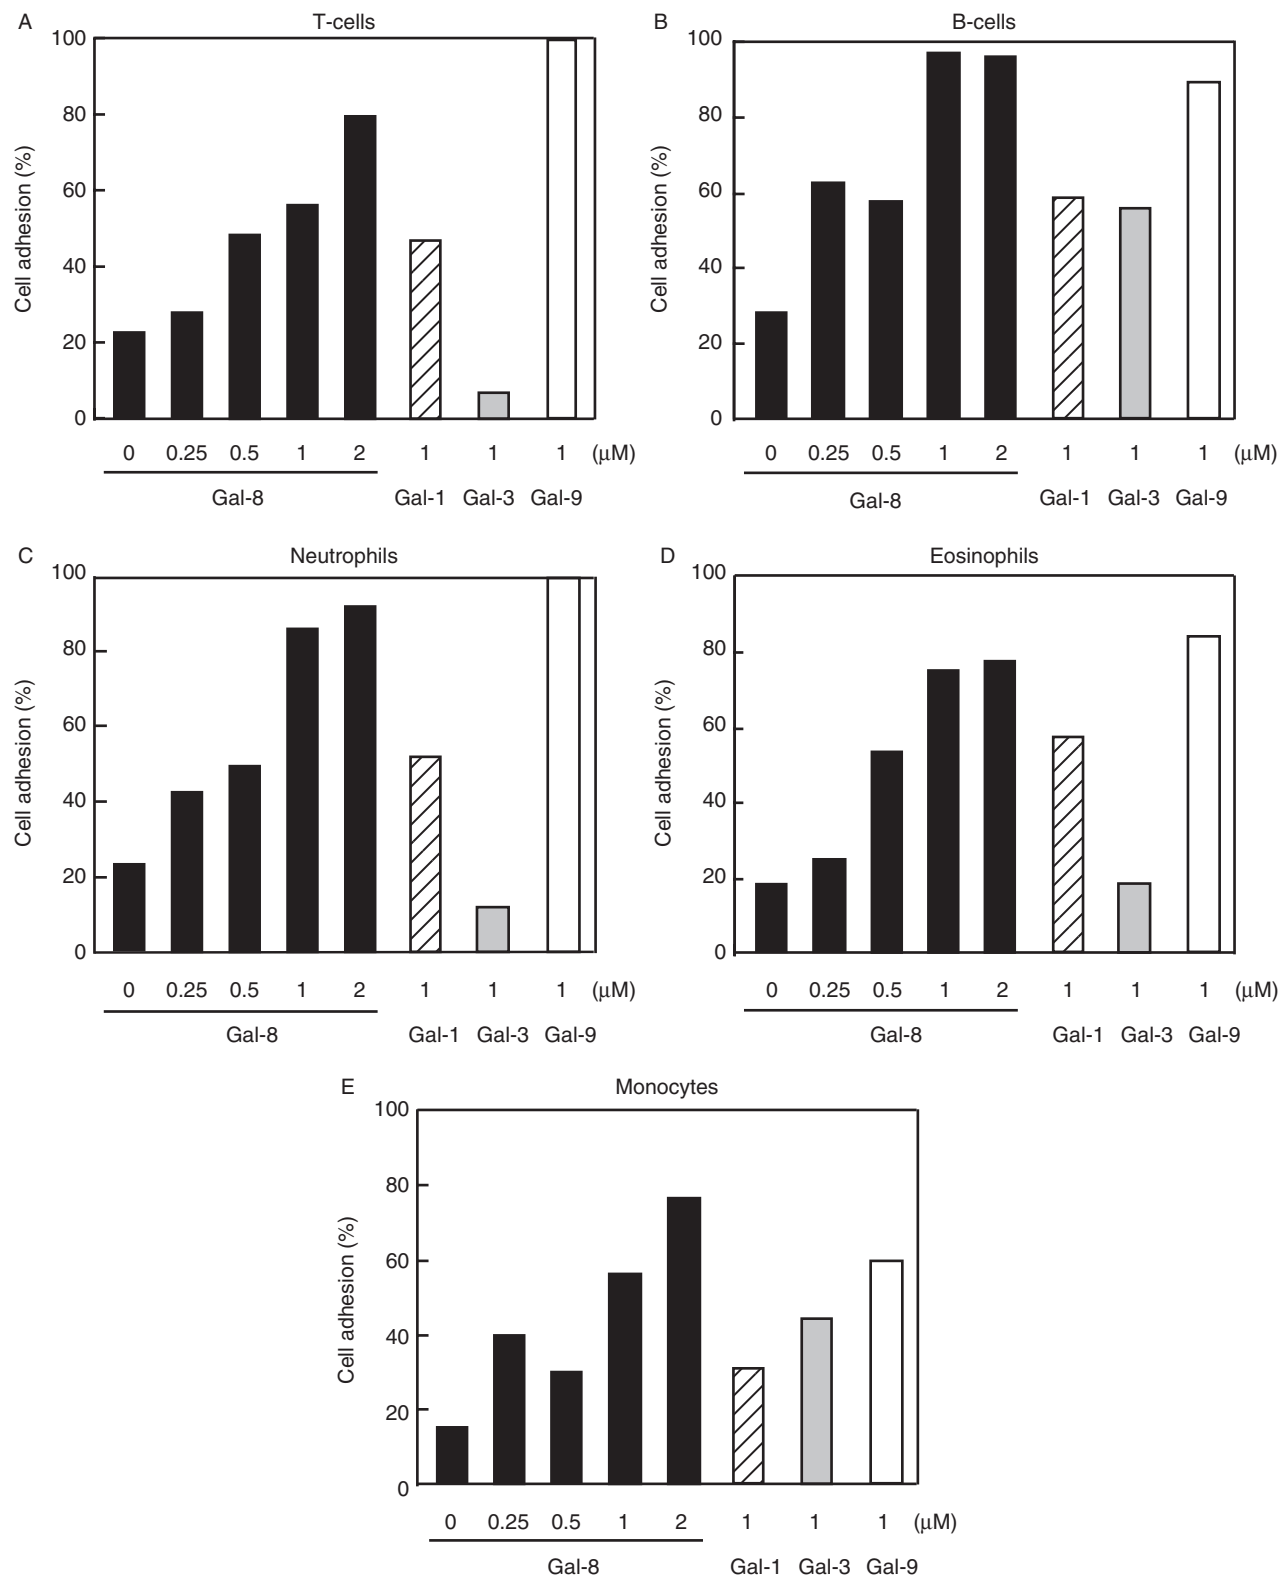 A T-cells
Cell adhesion (%)
100
80
60
40
20
0
0 0.25 0.5 1 2 1 1 1 (μM)
Gal-8 Gal-1 Gal-3 Gal-9
B B-cells
Cell adhesion (%)
100
80
60
40
20
0
0 0.25 0.5 1 2 1 1 1 (μM)
Gal-8 Gal-1 Gal-3 Gal-9
C Neutrophils
Cell adhesion (%)
100
80
60
40
20
0
0 0.25 0.5 1 2 1 1 1 (μM)
Gal-8 Gal-1 Gal-3 Gal-9
D Eosinophils
Cell adhesion (%)
100
80
60
40
20
0
0 0.25 0.5 1 2 1 1 1 (μM)
Gal-8 Gal-1 Gal-3 Gal-9
E Monocytes
Cell adhesion (%)
100
80
60
40
20
0
0 0.25 0.5 1 2 1 1 1 (μM)
Gal-8 Gal-1 Gal-3 Gal-9